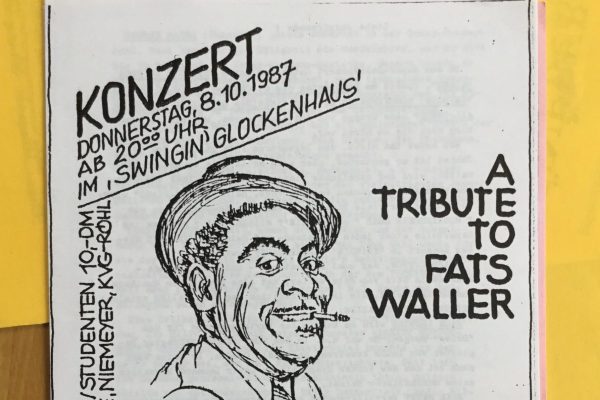 KONZERT
DONNERSTAG, 8.10.1987
AB 20⁰⁰ UHR
IM ‚SWINGIN' GLOCKENHAUS'
A
TRIBUTE
TO
FATS
WALLER
/ STUDENTEN 10,-DM
NIEMEYER, KVG-RÖHL